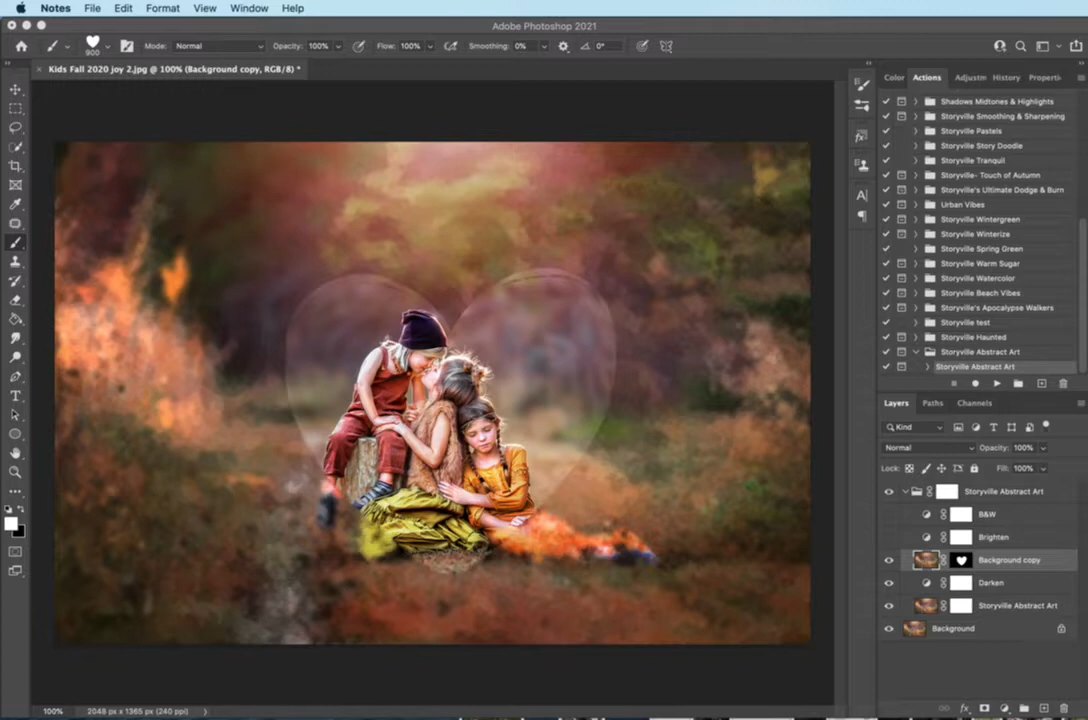 Notes File Edit Format View Window Help
Adobe Photoshop 2021
900 Mode: Normal Opacity: 100% Flow: 100% Smoothing: 0% 0°
Kids Fall 2020 joy 2.jpg @ 100% (Background copy, RGB/8) *
Color Actions Adjustm History Properti
Shadows Midtones & Highlights
Storyville Smoothing & Sharpening
Storyville Pastels
Storyville Story Doodle
Storyville Tranquil
Storyville- Touch of Autumn
Storyville's Ultimate Dodge & Burn
Urban Vibes
Storyville Wintergreen
Storyville Winterize
Storyville Spring Green
Storyville Warm Sugar
Storyville Watercolor
Storyville Beach Vibes
Storyville's Apocalypse Walkers
Storyville test
Storyville Haunted
Storyville Abstract Art
Storyville Abstract Art
Layers Paths Channels
Kind
Normal Opacity: 100%
Lock: Fill: 100%
Storyville Abstract Art
B&W
Brighten
Background copy
Darken
Storyville Abstract Art
Background
100% 2048 px x 1365 px (240 ppi)